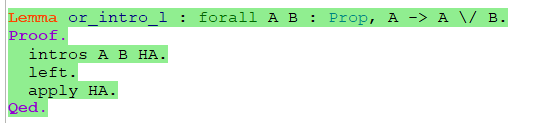 Lemma or_intro_l : forall A B : Prop, A -> A \/ B.
Proof.
  intros A B HA.
  left.
  apply HA.
Qed.